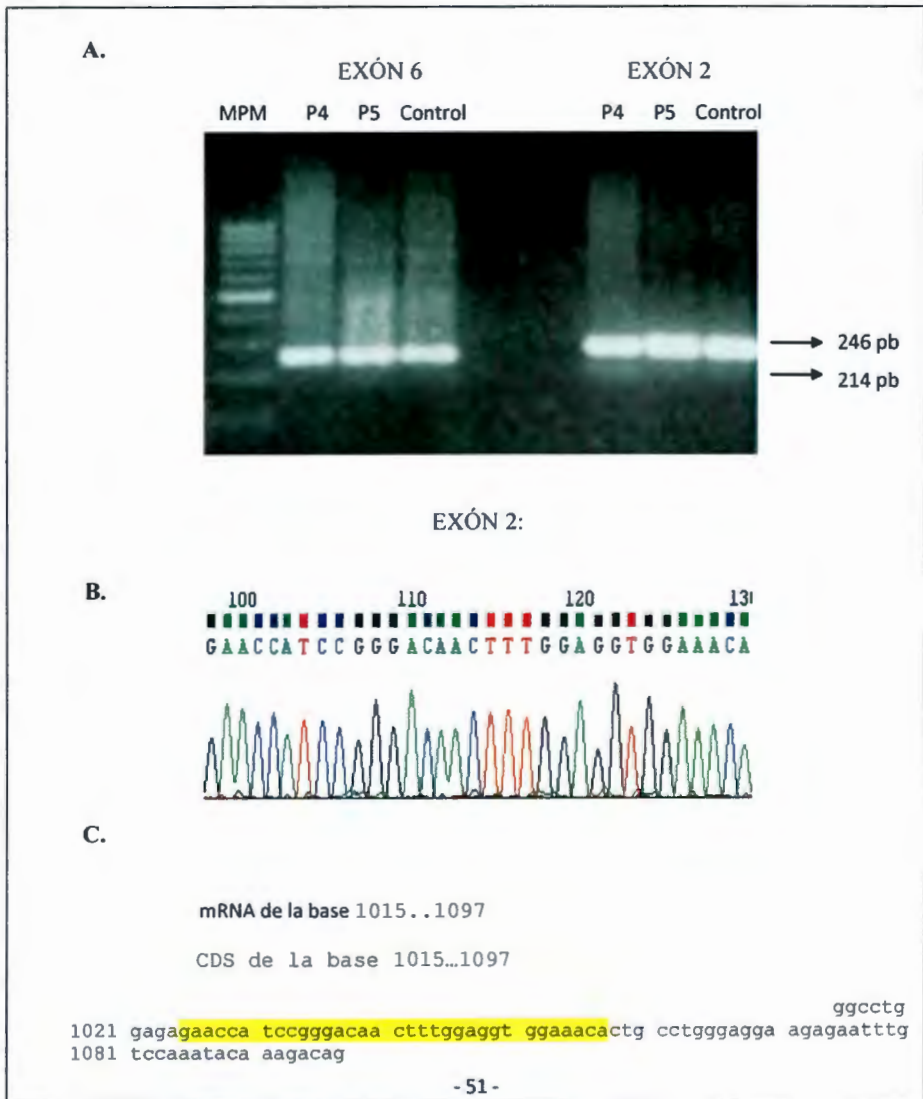 A.
EXÓN 6 EXÓN 2
MPM P4 P5 Control P4 P5 Control
246 pb
214 pb
EXÓN 2:
B.
100 110 120 13
GAACCATCCGGGACAACTTTGGAGGTGGAAACA
C.
mRNA de la base 1015..1097
CDS de la base 1015...1097
ggcctg
1021 gagagaacca tccgggacaa ctttggaggt ggaaacactg cctgggagga agagaatttg
1081 tccaaataca aagacag
- 51 -